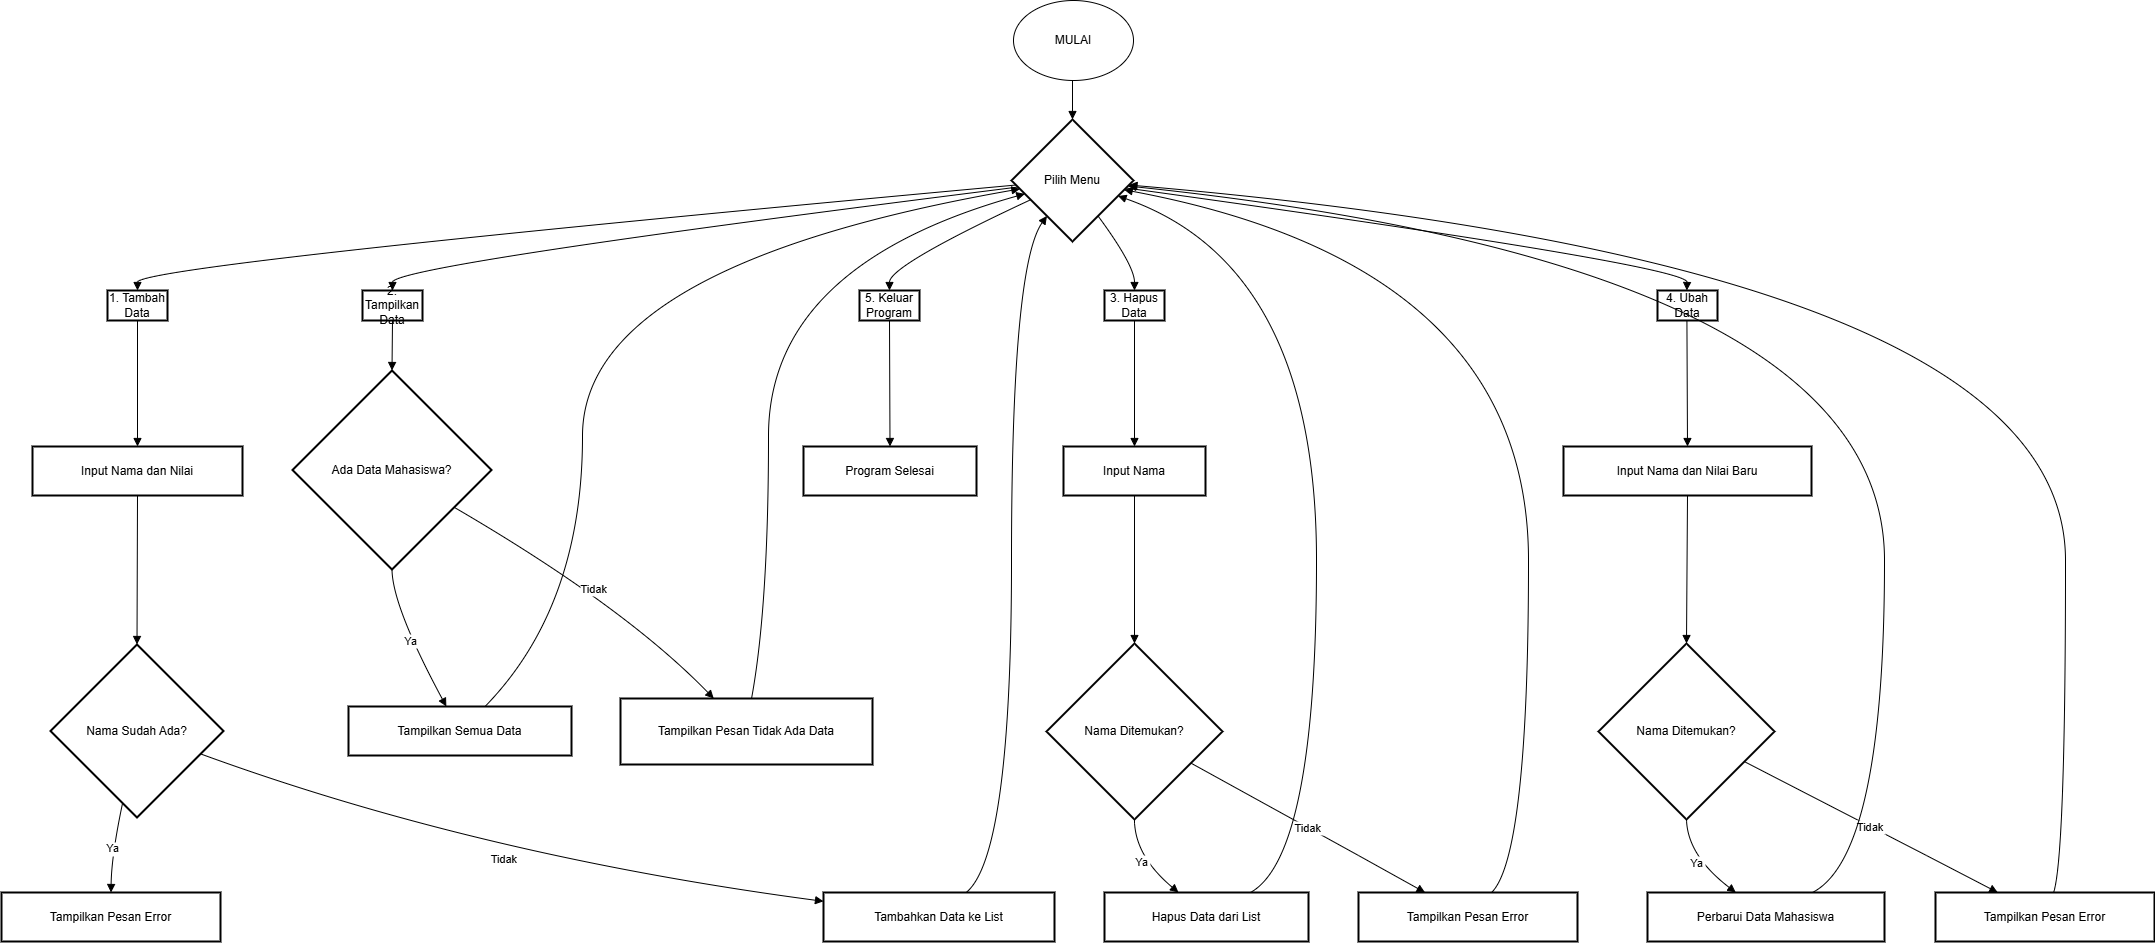 MULAI
Pilih Menu
1. Tambah
Data
2.
Tampilkan
Data
5. Keluar
Program
3. Hapus
Data
4. Ubah
Data
Input Nama dan Nilai
Ada Data Mahasiswa?
Program Selesai
Input Nama
Input Nama dan Nilai Baru
Tidak
Ya
Nama Sudah Ada?
Tampilkan Semua Data
Tampilkan Pesan Tidak Ada Data
Nama Ditemukan?
Nama Ditemukan?
Ya
Tidak
Ya
Tidak
Ya
Tidak
Tampilkan Pesan Error
Tambahkan Data ke List
Hapus Data dari List
Tampilkan Pesan Error
Perbarui Data Mahasiswa
Tampilkan Pesan Error